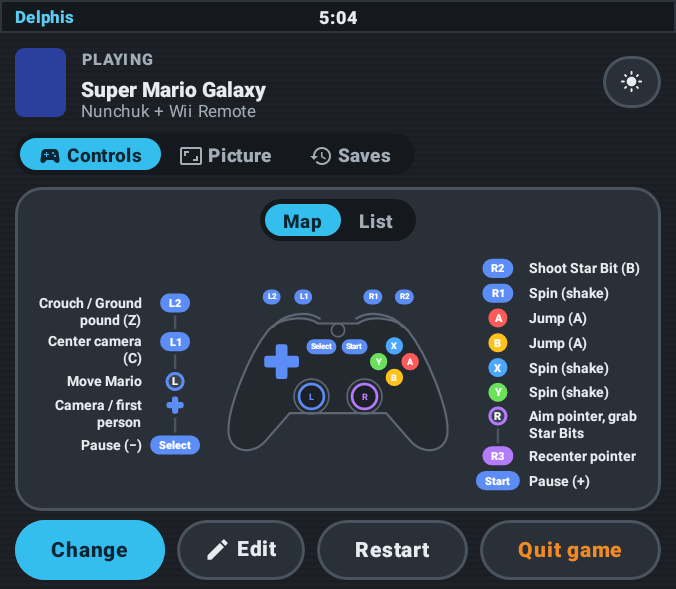 Delphis
5:04
PLAYING
Super Mario Galaxy
Nunchuk + Wii Remote
Controls
Picture
Saves
Map
List
Crouch / Ground
pound (Z)
L2
Center camera
(C)
L1
Move Mario
L
Camera / first
person
Pause (−)
Select
L2
L1
R1
R2
Select
Start
X
Y
A
B
L
R
R2
Shoot Star Bit (B)
R1
Spin (shake)
A
Jump (A)
B
Jump (A)
X
Spin (shake)
Y
Spin (shake)
R
Aim pointer, grab
Star Bits
R3
Recenter pointer
Start
Pause (+)
Change
Edit
Restart
Quit game